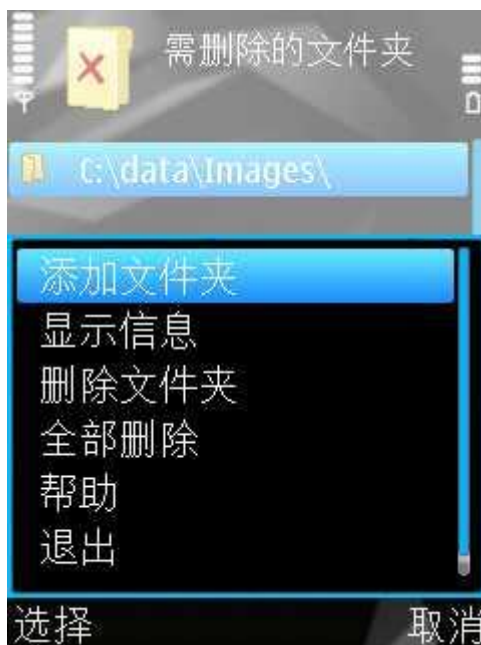 需删除的文件夹
C:\data\Images\
添加文件夹
显示信息
删除文件夹
全部删除
帮助
退出
选择 取消